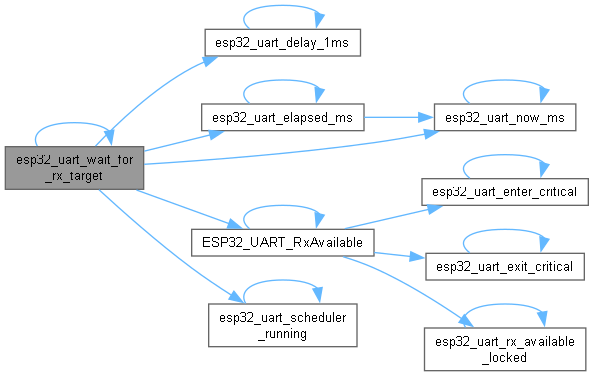 esp32_uart_delay_1ms
esp32_uart_elapsed_ms
esp32_uart_now_ms
esp32_uart_wait_for
_rx_target
esp32_uart_enter_critical
ESP32_UART_RxAvailable
esp32_uart_exit_critical
esp32_uart_scheduler
_running
esp32_uart_rx_available
_locked